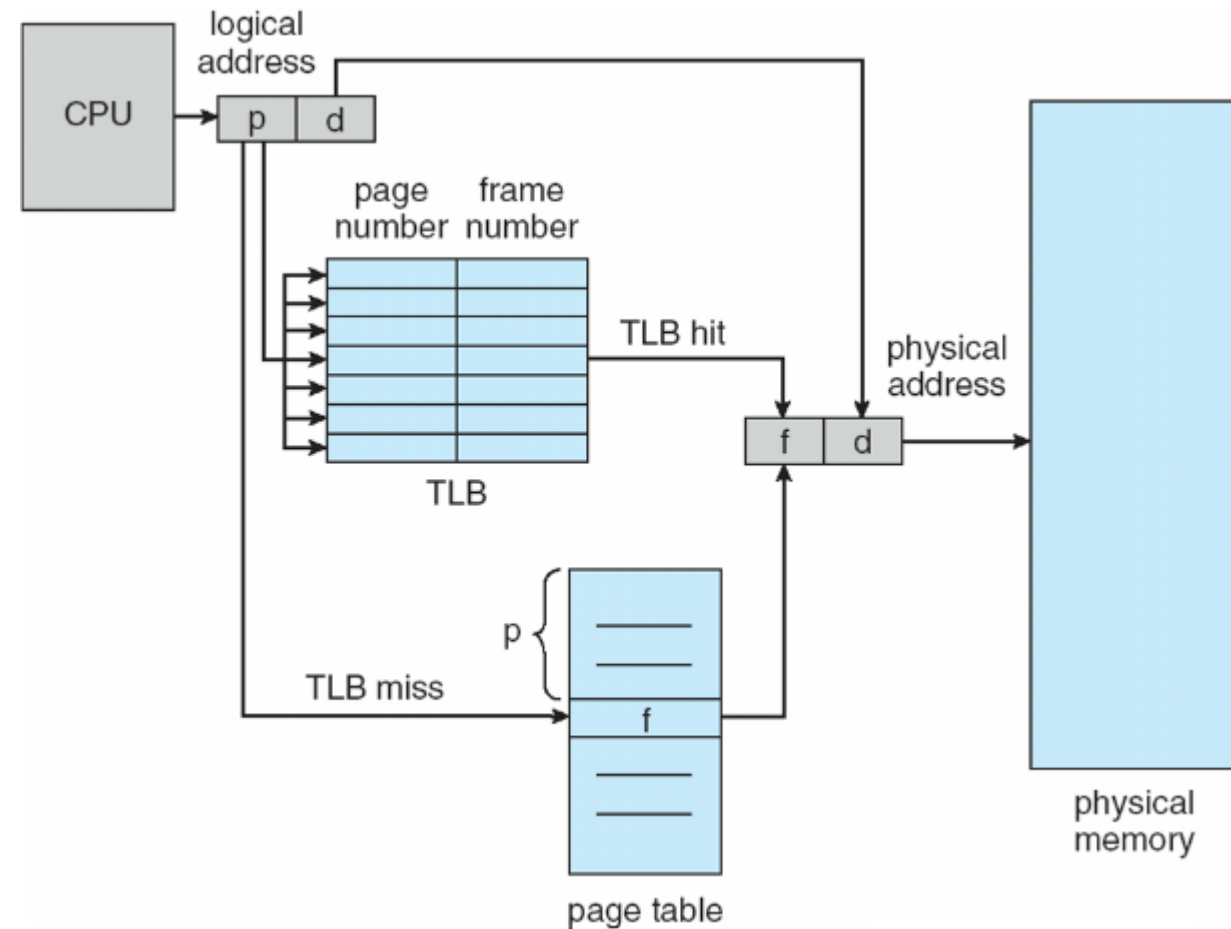 logical
address
CPU
p
d
page
number
frame
number
TLB hit
physical
address
f
d
TLB
p
TLB miss
f
physical
memory
page table